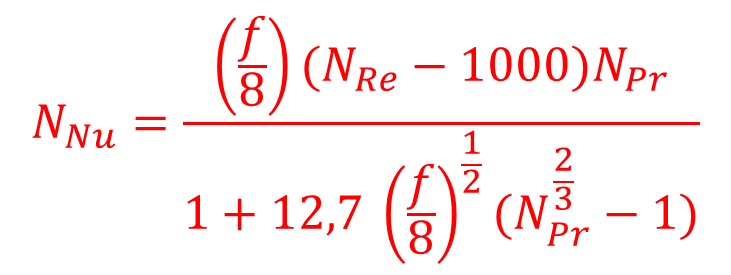 N_{Nu} = \frac{\left(\frac{f}{8}\right)(N_{Re} - 1000)N_{Pr}}{1 + 12,7 \left(\frac{f}{8}\right)^{\frac{1}{2}} (N_{Pr}^{\frac{2}{3}} - 1)}